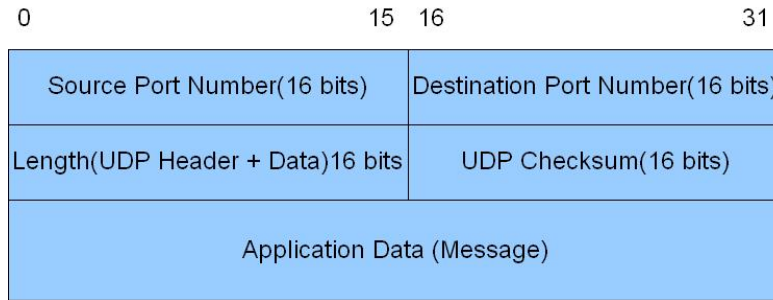 0 15 16 31
Source Port Number(16 bits) Destination Port Number(16 bits)
Length(UDP Header + Data)16 bits UDP Checksum(16 bits)
Application Data (Message)